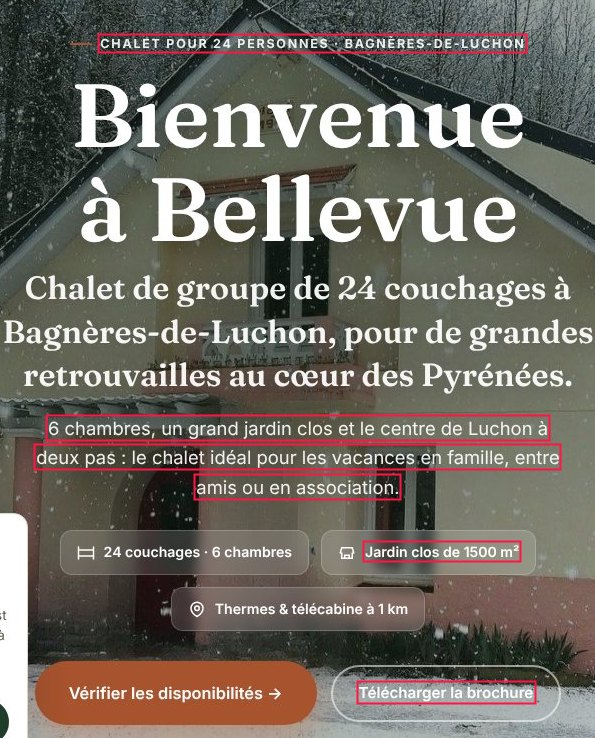 CHALET POUR 24 PERSONNES · BAGNÈRES-DE-LUCHON
Bienvenue
à Bellevue
Chalet de groupe de 24 couchages à
Bagnères-de-Luchon, pour de grandes
retrouvailles au cœur des Pyrénées.
6 chambres, un grand jardin clos et le centre de Luchon à
deux pas : le chalet idéal pour les vacances en famille, entre
amis ou en association.
24 couchages · 6 chambres
Jardin clos de 1500 m²
Thermes & télécabine à 1 km
Vérifier les disponibilités →
Télécharger la brochure